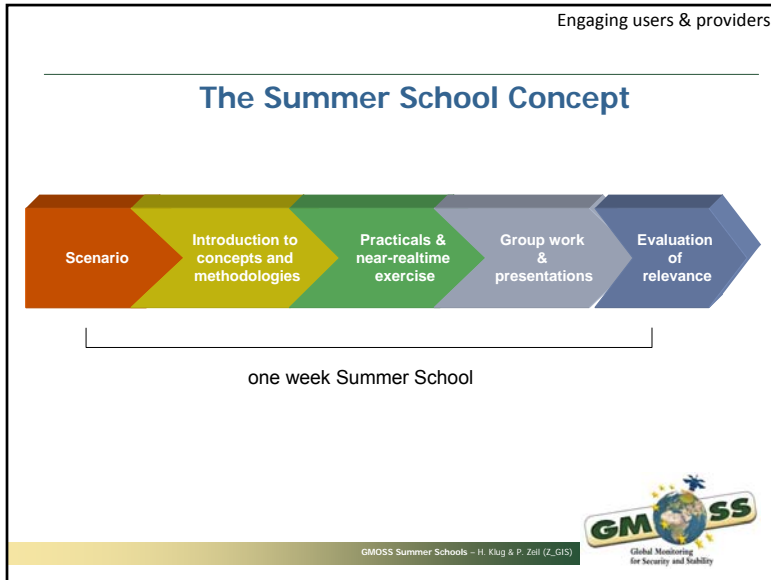 Engaging users & providers
The Summer School Concept
Scenario
Introduction to
concepts and
methodologies
Practicals &
near-realtime
exercise
Group work
&
presentations
Evaluation
of
relevance
one week Summer School
GMOSS Summer Schools – H. Klug & P. Zeil (Z_GIS)
GMOSS
Global Monitoring
for Security and Stability